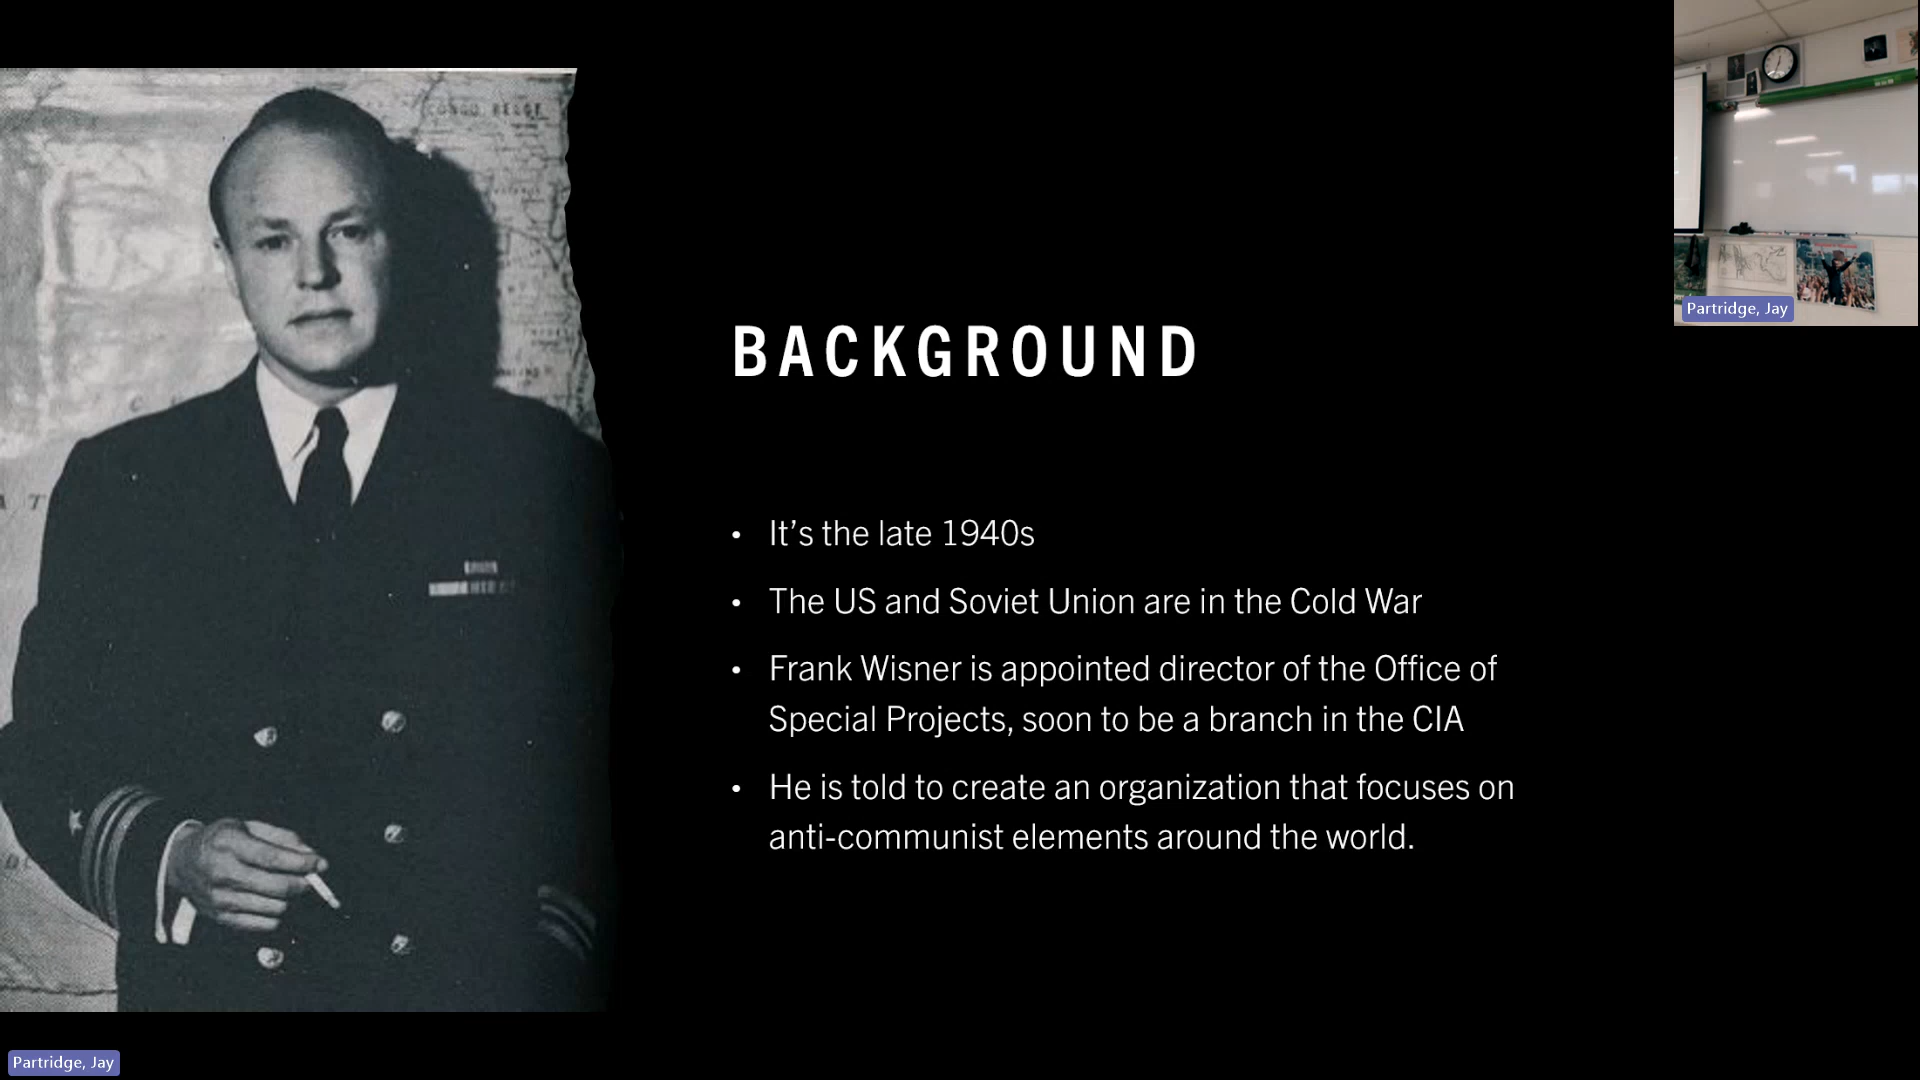 CONGO BELGE
BACKGROUND
• It's the late 1940s
• The US and Soviet Union are in the Cold War
• Frank Wisner is appointed director of the Office of
Special Projects, soon to be a branch in the CIA
• He is told to create an organization that focuses on
anti-communist elements around the world.
Partridge, Jay
Partridge, Jay